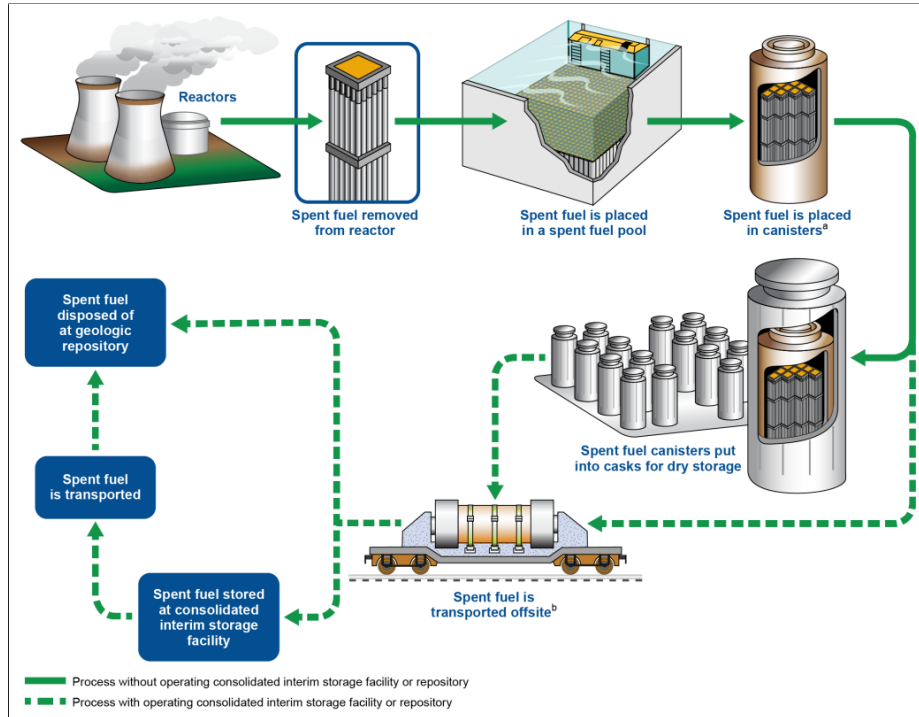 Reactors
Spent fuel removed
from reactor
Spent fuel is placed
in a spent fuel pool
Spent fuel is placed
in canistersᵃ
Spent fuel
disposed of
at geologic
repository
Spent fuel canisters put
into casks for dry storage
Spent fuel
is transported
Spent fuel is
transported offsiteᵇ
Spent fuel stored
at consolidated
interim storage
facility
Process without operating consolidated interim storage facility or repository
Process with operating consolidated interim storage facility or repository